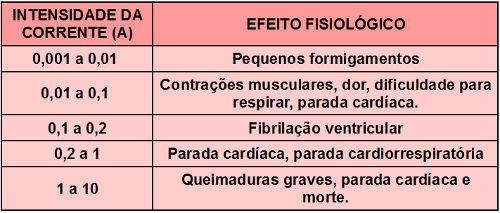 INTENSIDADE DA
CORRENTE (A)
EFEITO FISIOLÓGICO
0,001 a 0,01
Pequenos formigamentos
0,01 a 0,1
Contrações musculares, dor, dificuldade para
respirar, parada cardíaca.
0,1 a 0,2
Fibrilação ventricular
0,2 a 1
Parada cardíaca, parada cardiorrespiratória
1 a 10
Queimaduras graves, parada cardíaca e
morte.